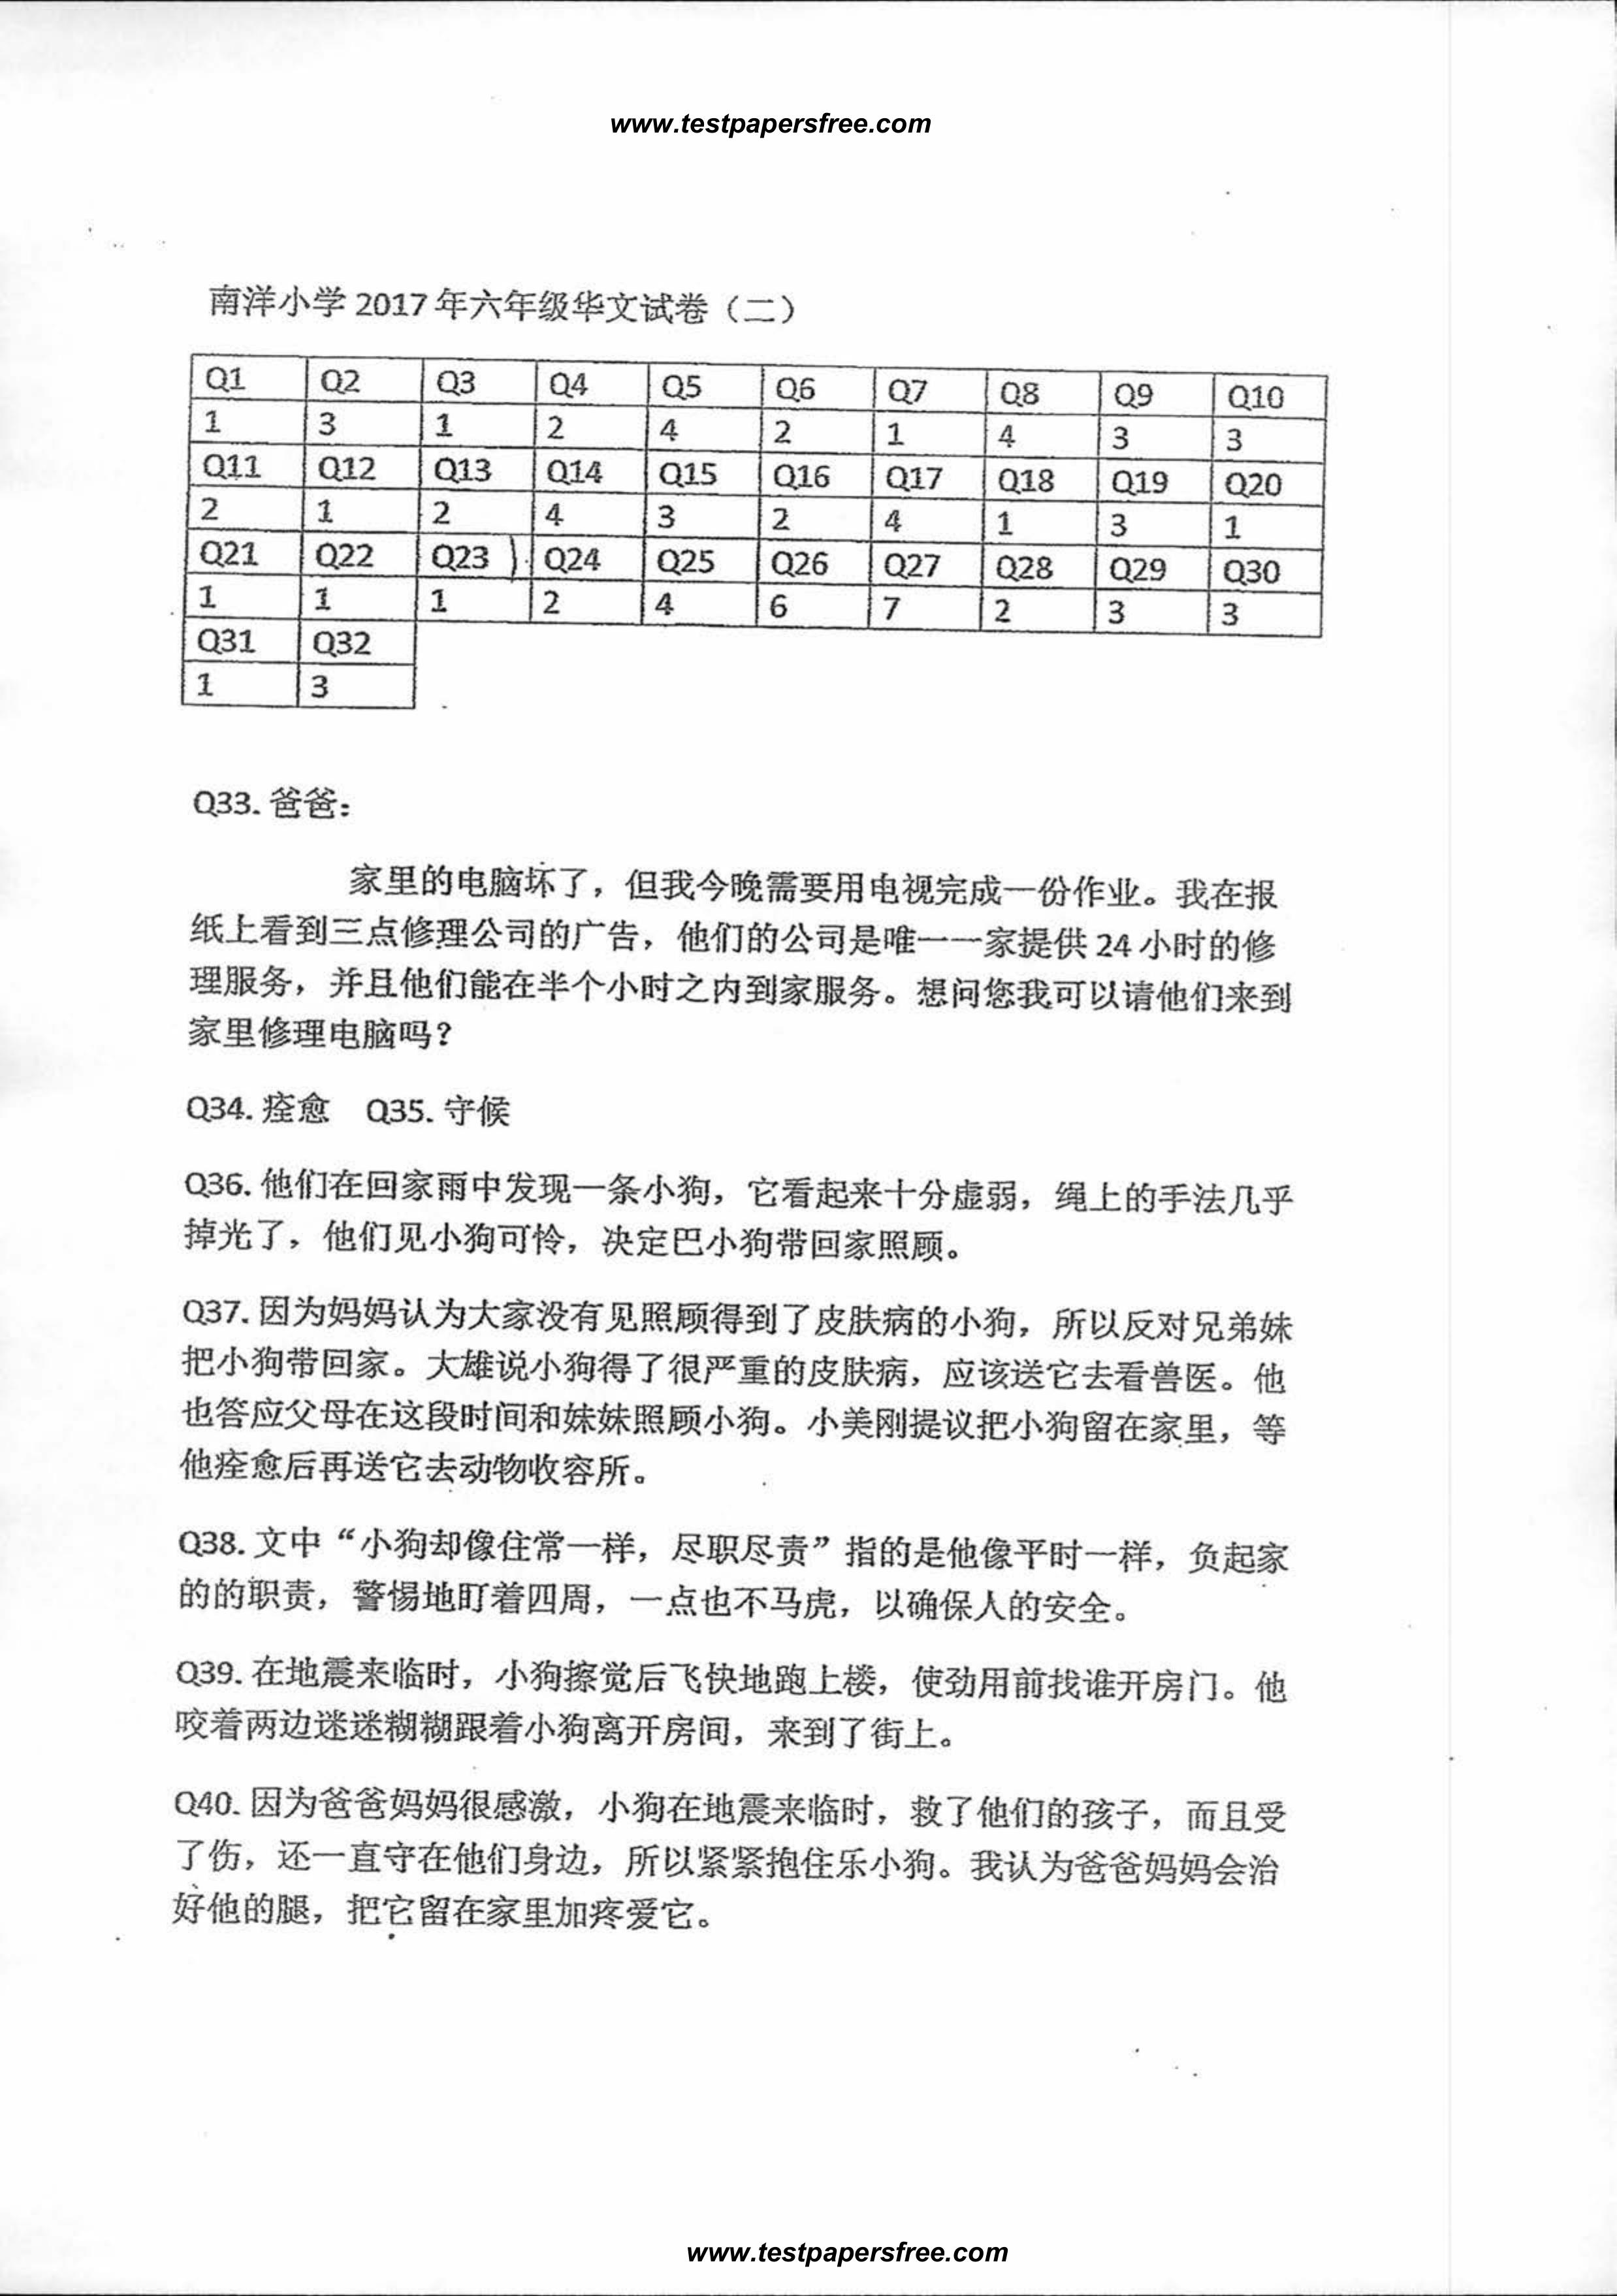 www.testpapersfree.com
南洋小学 2017 年六年级华文试卷（二）
Q1 Q2 Q3 Q4 Q5 Q6 Q7 Q8 Q9 Q10
1 3 1 2 4 2 1 4 3 3
Q11 Q12 Q13 Q14 Q15 Q16 Q17 Q18 Q19 Q20
2 1 2 4 3 2 4 1 3 1
Q21 Q22 Q23 Q24 Q25 Q26 Q27 Q28 Q29 Q30
1 1 1 2 4 6 7 2 3 3
Q31 Q32
1 3
Q33. 爸爸：
家里的电脑坏了，但我今晚需要用电视完成一份作业。我在报
纸上看到三点修理公司的广告，他们的公司是唯一一家提供 24 小时的修
理服务，并且他们能在半个小时之内到家服务。想问您我可以请他们来到
家里修理电脑吗？
Q34. 痊愈 Q35. 守候
Q36. 他们在回家雨中发现一条小狗，它看起来十分虚弱，绳上的手法几乎
掉光了，他们见小狗可怜，决定巴小狗带回家照顾。
Q37. 因为妈妈认为大家没有见照顾得到了皮肤病的小狗，所以反对兄弟妹
把小狗带回家。大雄说小狗得了很严重的皮肤病，应该送它去看兽医。他
也答应父母在这段时间和妹妹照顾小狗。小美刚提议把小狗留在家里，等
他痊愈后再送它去动物收容所。
Q38. 文中“小狗却像住常一样，尽职尽责”指的是他像平时一样，负起家
的的职责，警惕地盯着四周，一点也不马虎，以确保人的安全。
Q39. 在地震来临时，小狗擦觉后飞快地跑上楼，使劲用前找谁开房门。他
咬着两边迷迷糊糊跟着小狗离开房间，来到了街上。
Q40. 因为爸爸妈妈很感激，小狗在地震来临时，救了他们的孩子，而且受
了伤，还一直守在他们身边，所以紧紧抱住乐小狗。我认为爸爸妈妈会治
好他的腿，把它留在家里加疼爱它。
www.testpapersfree.com